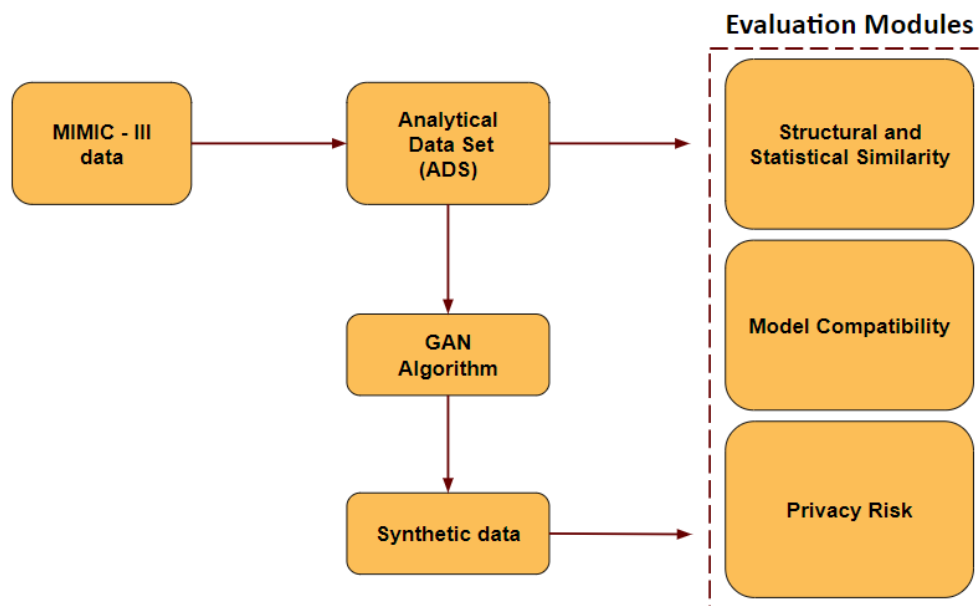 Evaluation Modules
MIMIC - III
data
Analytical
Data Set
(ADS)
Structural and
Statistical Similarity
GAN
Algorithm
Model Compatibility
Synthetic data
Privacy Risk